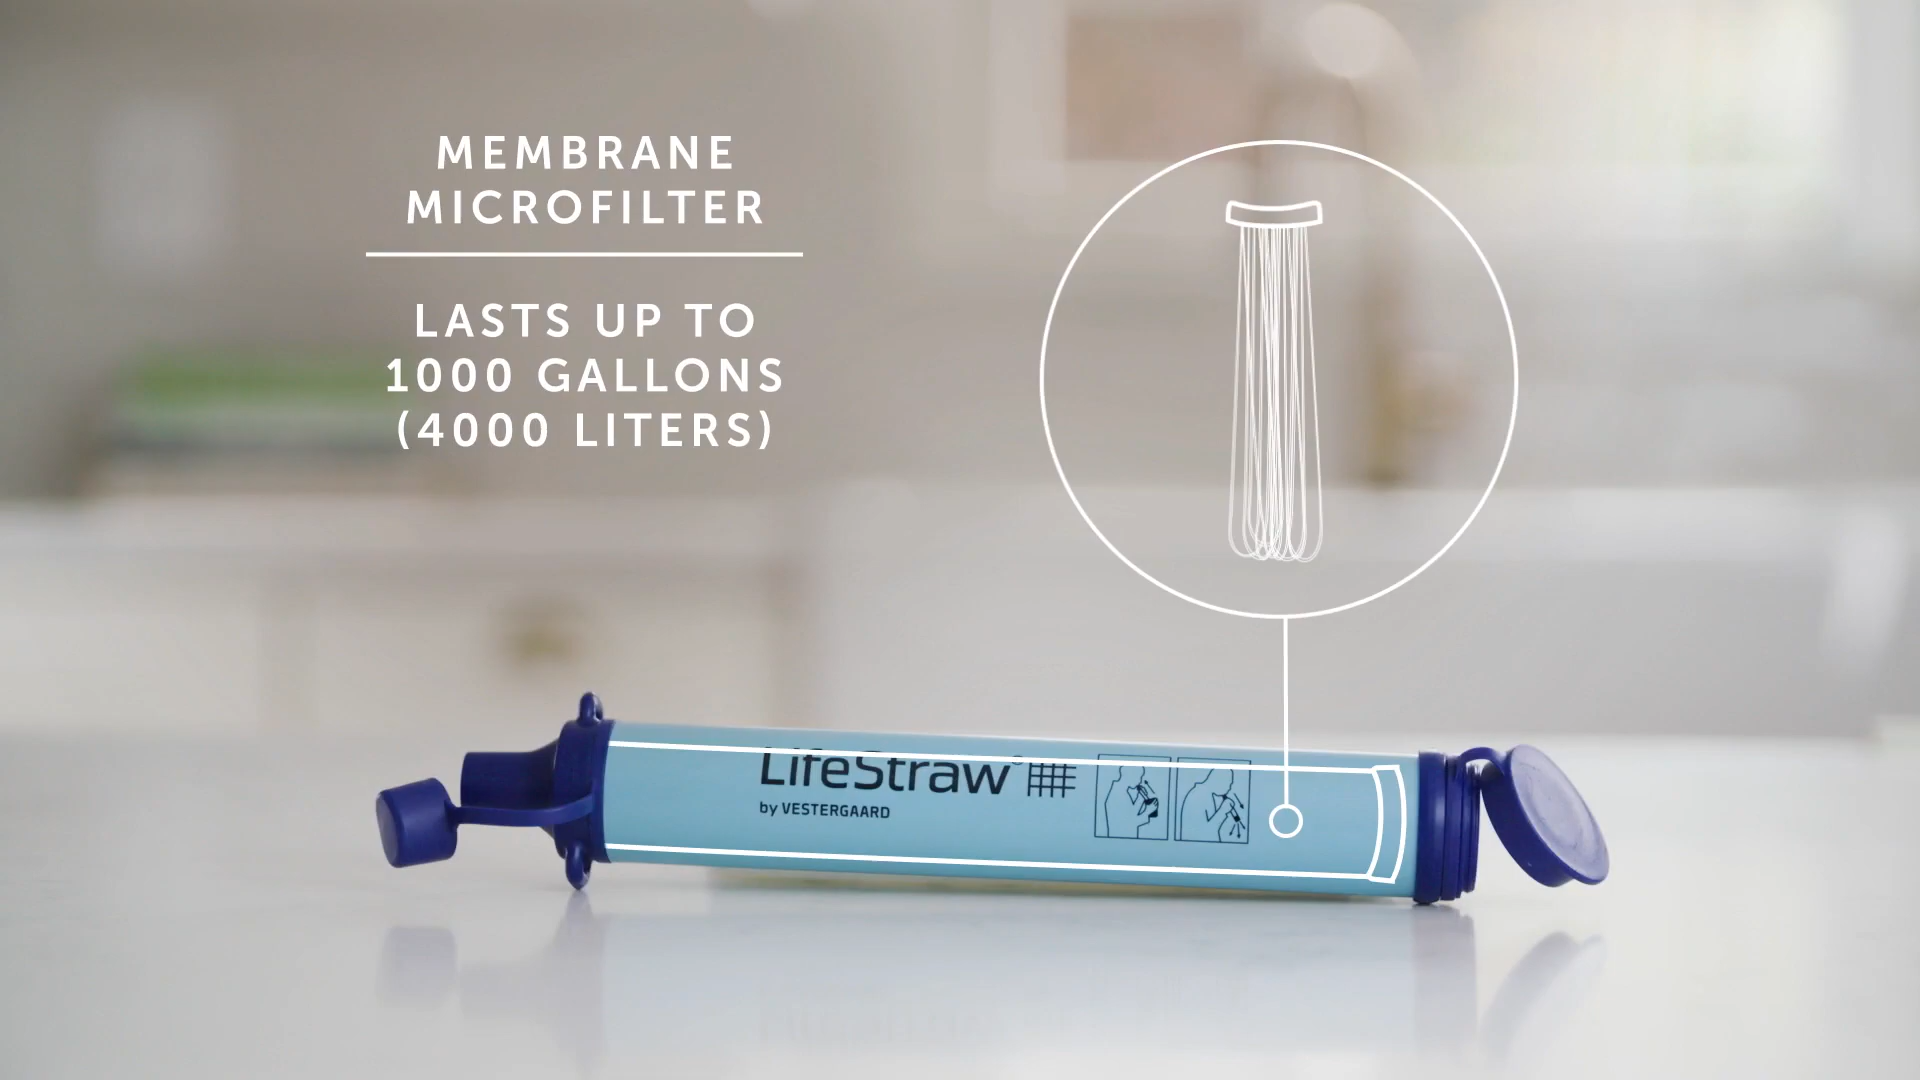 MEMBRANE
MICROFILTER
LASTS UP TO
1000 GALLONS
(4000 LITERS)
LifeStraw®
by VESTERGAARD